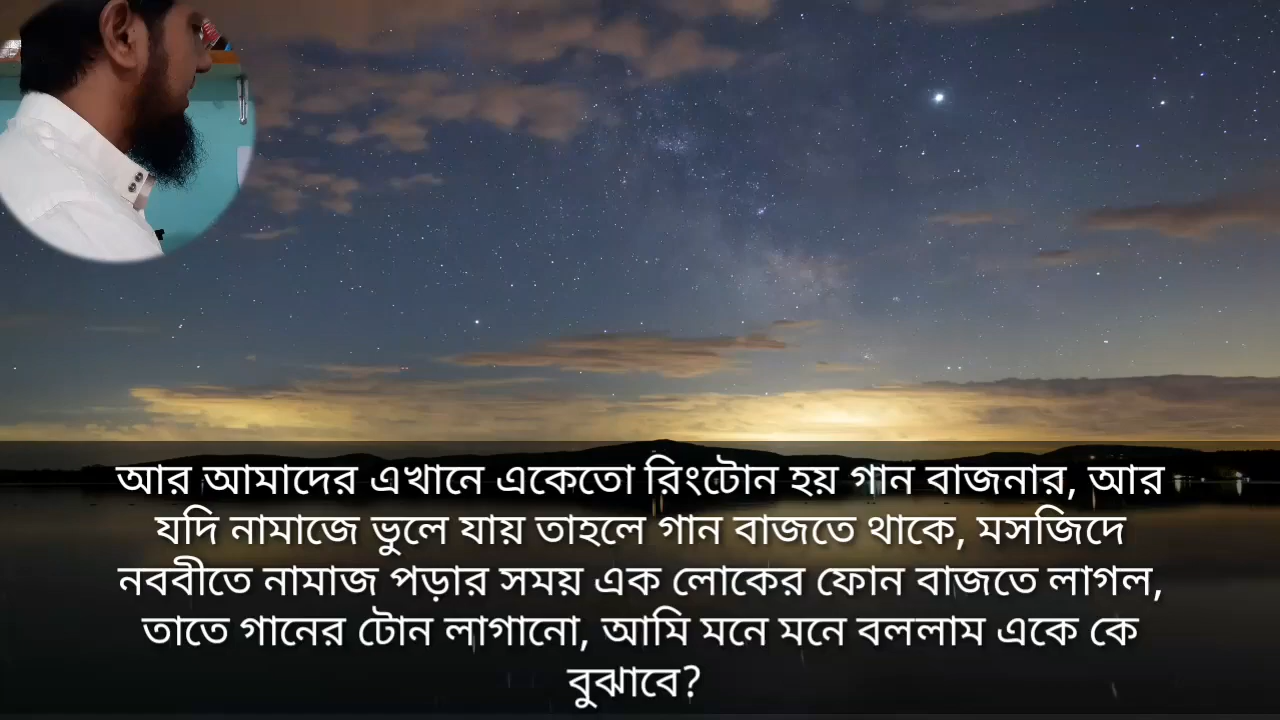 আর আমাদের এখানে একেতো রিংটোন হয় গান বাজনার, আর
যদি নামাজে ভুলে যায় তাহলে গান বাজতে থাকে, মসজিদে
নববীতে নামাজ পড়ার সময় এক লোকের ফোন বাজতে লাগল,
তাতে গানের টোন লাগানো, আমি মনে মনে বললাম একে কে
বুঝাবে?